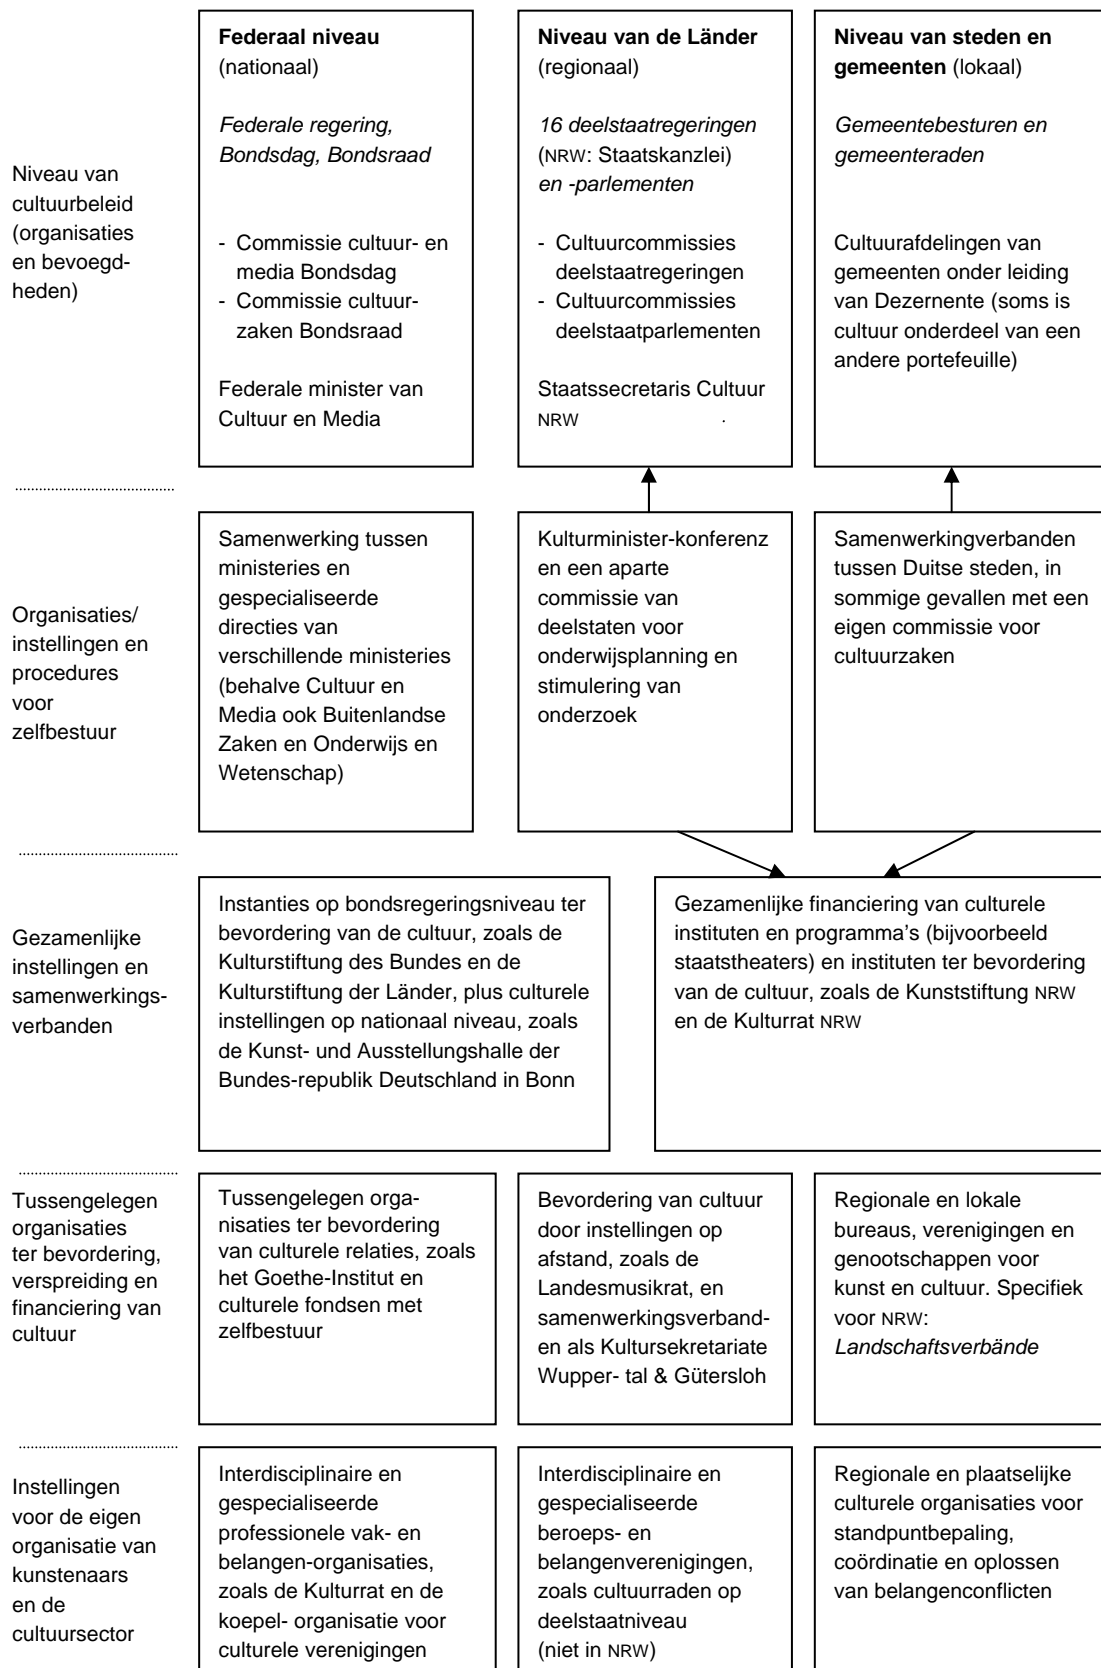 Niveau van
cultuurbeleid
(organisaties
en bevoegd-
heden)
Federaal niveau
(nationaal)
Federale regering,
Bondsdag, Bondsraad
- Commissie cultuur- en
media Bondsdag
- Commissie cultuur-
zaken Bondsraad
Federale minister van
Cultuur en Media
Niveau van de Länder
(regionaal)
16 deelstaatregeringen
(NRW: Staatskanzlei)
en -parlementen
- Cultuurcommissies
deelstaatregeringen
- Cultuurcommissies
deelstaatparlementen
Staatssecretaris Cultuur
NRW
Niveau van steden en
gemeenten (lokaal)
Gemeentebesturen en
gemeenteraden
Cultuurafdelingen van
gemeenten onder leiding
van Dezernente (soms is
cultuur onderdeel van een
andere portefeuille)
Organisaties/
instellingen en
procedures
voor
zelfbestuur
Samenwerking tussen
ministeries en
gespecialiseerde
directies van
verschillende ministeries
(behalve Cultuur en
Media ook Buitenlandse
Zaken en Onderwijs en
Wetenschap)
Kulturminister-konferenz
en een aparte
commissie van
deelstaten voor
onderwijsplanning en
stimulering van
onderzoek
Samenwerkingverbanden
tussen Duitse steden, in
sommige gevallen met een
eigen commissie voor
cultuurzaken
Gezamenlijke
instellingen en
samenwerkings-
verbanden
Instanties op bondsregeringsniveau ter
bevordering van de cultuur, zoals de
Kulturstiftung des Bundes en de
Kulturstiftung der Länder, plus culturele
instellingen op nationaal niveau, zoals
de Kunst- und Ausstellungshalle der
Bundes-republik Deutschland in Bonn
Gezamenlijke financiering van culturele
instituten en programma's (bijvoorbeeld
staatstheaters) en instituten ter bevordering
van de cultuur, zoals de Kunststiftung NRW
en de Kulturrat NRW
Tussengelegen
organisaties
ter bevordering,
verspreiding en
financiering van
cultuur
Tussengelegen orga-
nisaties ter bevordering
van culturele relaties, zoals
het Goethe-Institut en
culturele fondsen met
zelfbestuur
Bevordering van cultuur
door instellingen op
afstand, zoals de
Landesmusikrat, en
samenwerkingsverband-
en als Kultursekretariate
Wupper- tal & Gütersloh
Regionale en lokale
bureaus, verenigingen en
genootschappen voor
kunst en cultuur. Specifiek
voor NRW:
Landschaftsverbände
Instellingen
voor de eigen
organisatie van
kunstenaars
en de
cultuursector
Interdisciplinaire en
gespecialiseerde
professionele vak- en
belangen-organisaties,
zoals de Kulturrat en de
koepel- organisatie voor
culturele verenigingen
Interdisciplinaire en
gespecialiseerde
beroeps- en
belangenverenigingen,
zoals cultuurraden op
deelstaatniveau
(niet in NRW)
Regionale en plaatselijke
culturele organisaties voor
standpuntbepaling,
coördinatie en oplossen
van belangenconflicten